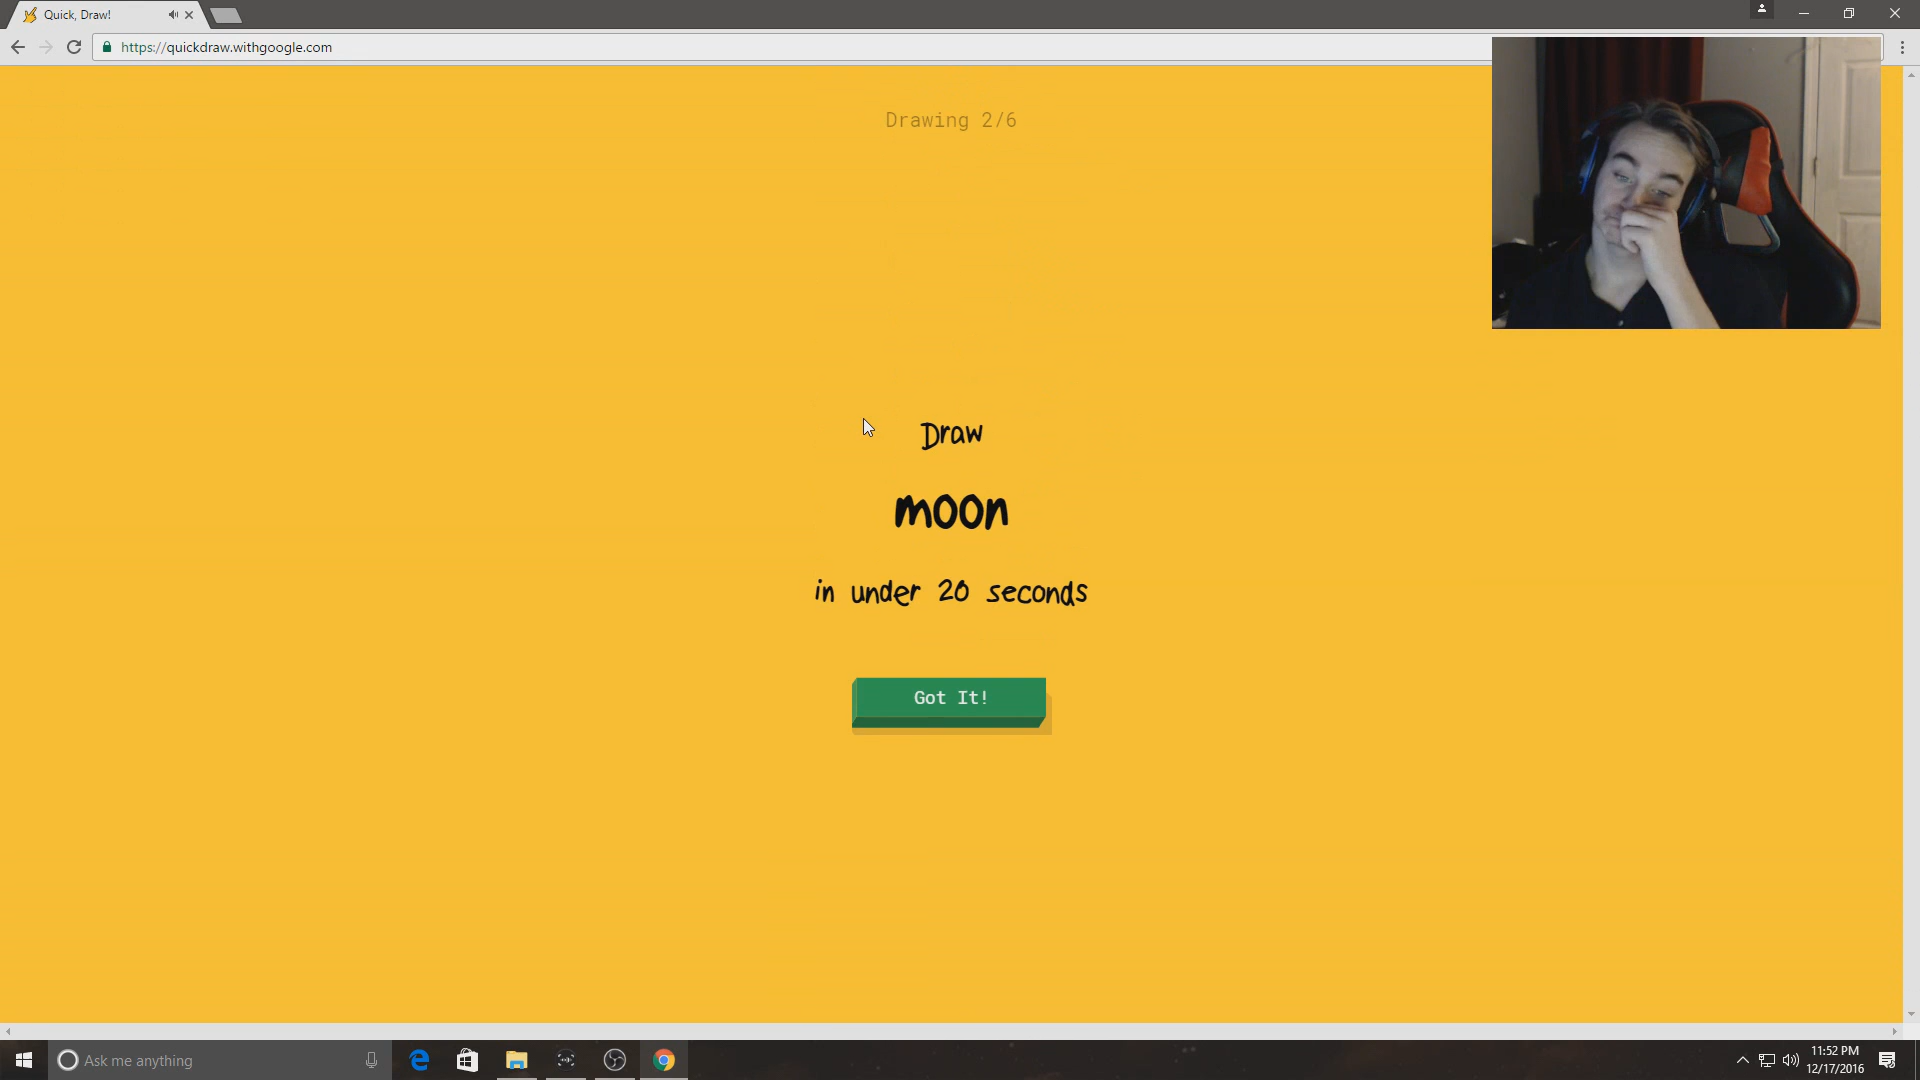 Quick, Draw!
https://quickdraw.withgoogle.com
Drawing 2/6
Draw
moon
in under 20 seconds
Got It!
Ask me anything
11:52 PM
12/17/2016